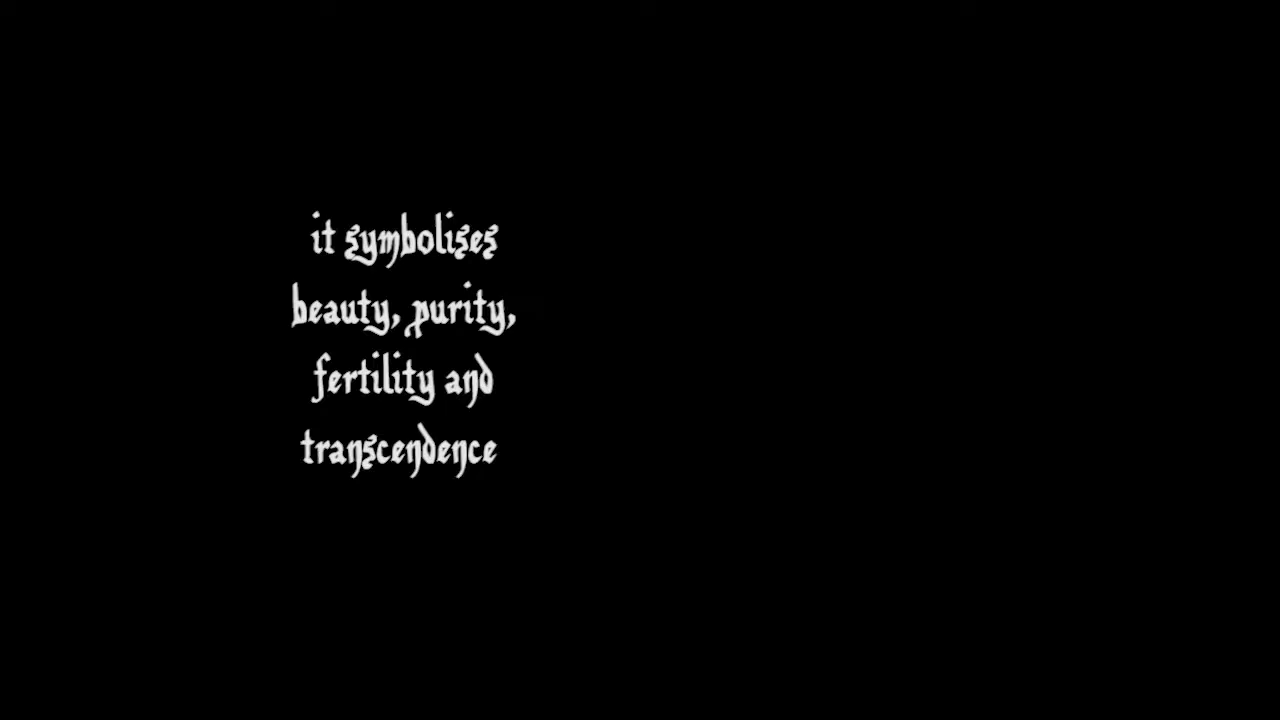 it symbolises
beauty, purity,
fertility and
transcendence